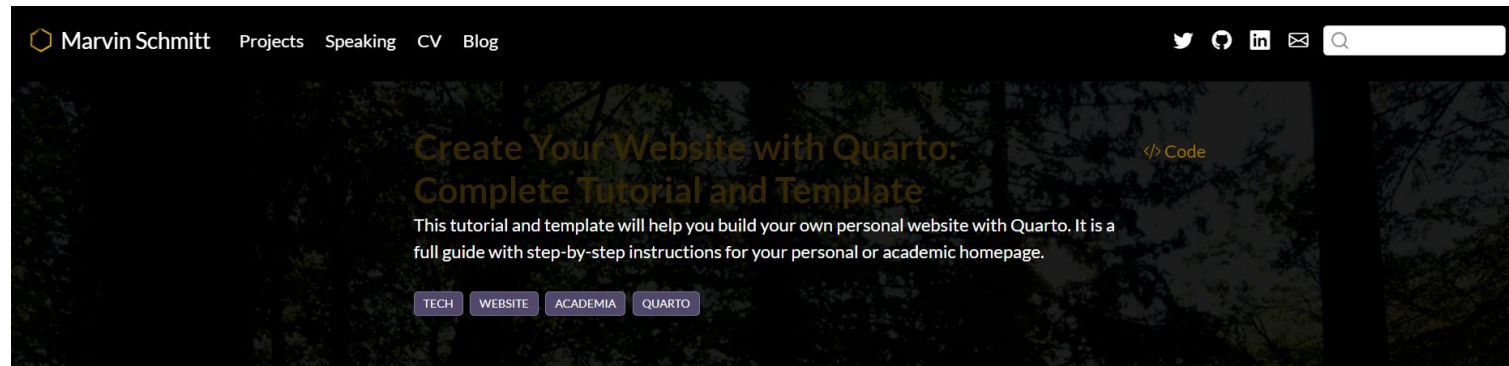 Marvin Schmitt Projects Speaking CV Blog
Create Your Website with Quarto:
Complete Tutorial and Template
</> Code
This tutorial and template will help you build your own personal website with Quarto. It is a
full guide with step-by-step instructions for your personal or academic homepage.
TECH WEBSITE ACADEMIA QUARTO